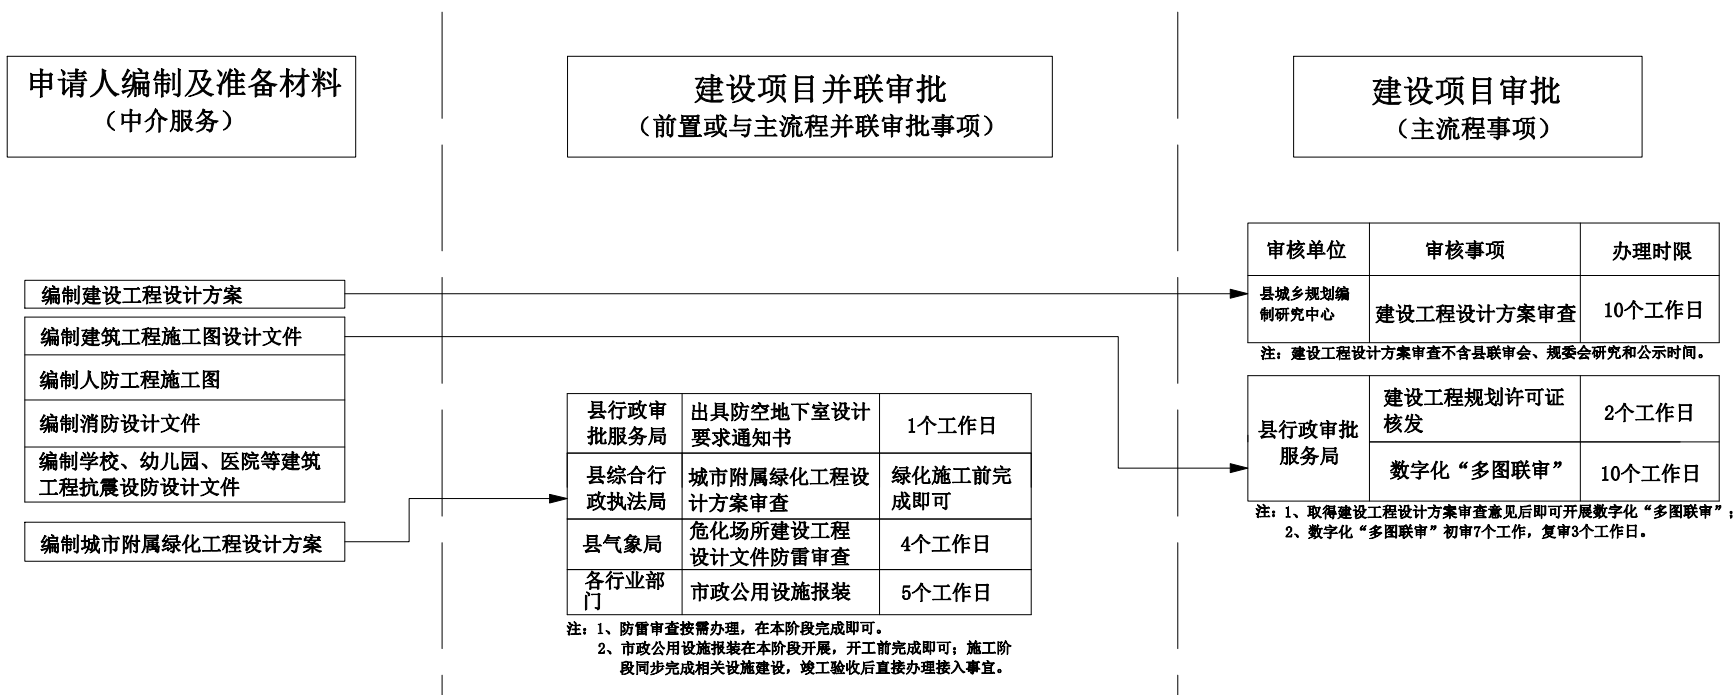 申请人编制及准备材料
（中介服务）
编制建设工程设计方案
编制建筑工程施工图设计文件
编制人防工程施工图
编制消防设计文件
编制学校、幼儿园、医院等建筑
工程抗震设防设计文件
编制城市附属绿化工程设计方案
建设项目并联审批
（前置或与主流程并联审批事项）
县行政审
批服务局
出具防空地下室设计
要求通知书
1个工作日
县综合行
政执法局
城市附属绿化工程设
计方案审查
绿化施工前完
成即可
县气象局
危化场所建设工程
设计文件防雷审查
4个工作日
各行业部
门
市政公用设施报装
5个工作日
注：1、防雷审查按需办理，在本阶段完成即可。
2、市政公用设施报装在本阶段开展，开工前完成即可；施工阶
段同步完成相关设施建设，竣工验收后直接办理接入事宜。
建设项目审批
（主流程事项）
审核单位
审核事项
办理时限
县城乡规划编
制研究中心
建设工程设计方案审查
10个工作日
注：建设工程设计方案审查不含县联审会、规委会研究和公示时间。
县行政审批
服务局
建设工程规划许可证
核发
2个工作日
数字化“多图联审”
10个工作日
注：1、取得建设工程设计方案审查意见后即可开展数字化“多图联审”；
2、数字化“多图联审”初审7个工作，复审3个工作日。